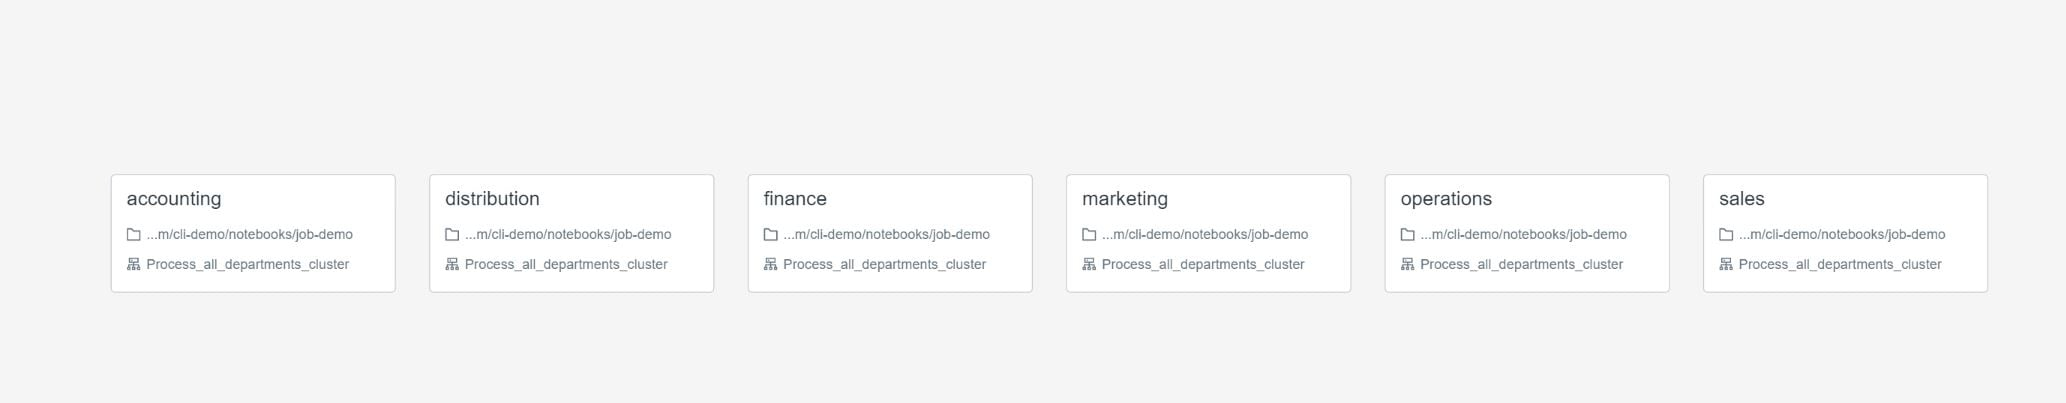 accounting
...m/cli-demo/notebooks/job-demo
Process_all_departments_cluster
distribution
...m/cli-demo/notebooks/job-demo
Process_all_departments_cluster
finance
...m/cli-demo/notebooks/job-demo
Process_all_departments_cluster
marketing
...m/cli-demo/notebooks/job-demo
Process_all_departments_cluster
operations
...m/cli-demo/notebooks/job-demo
Process_all_departments_cluster
sales
...m/cli-demo/notebooks/job-demo
Process_all_departments_cluster